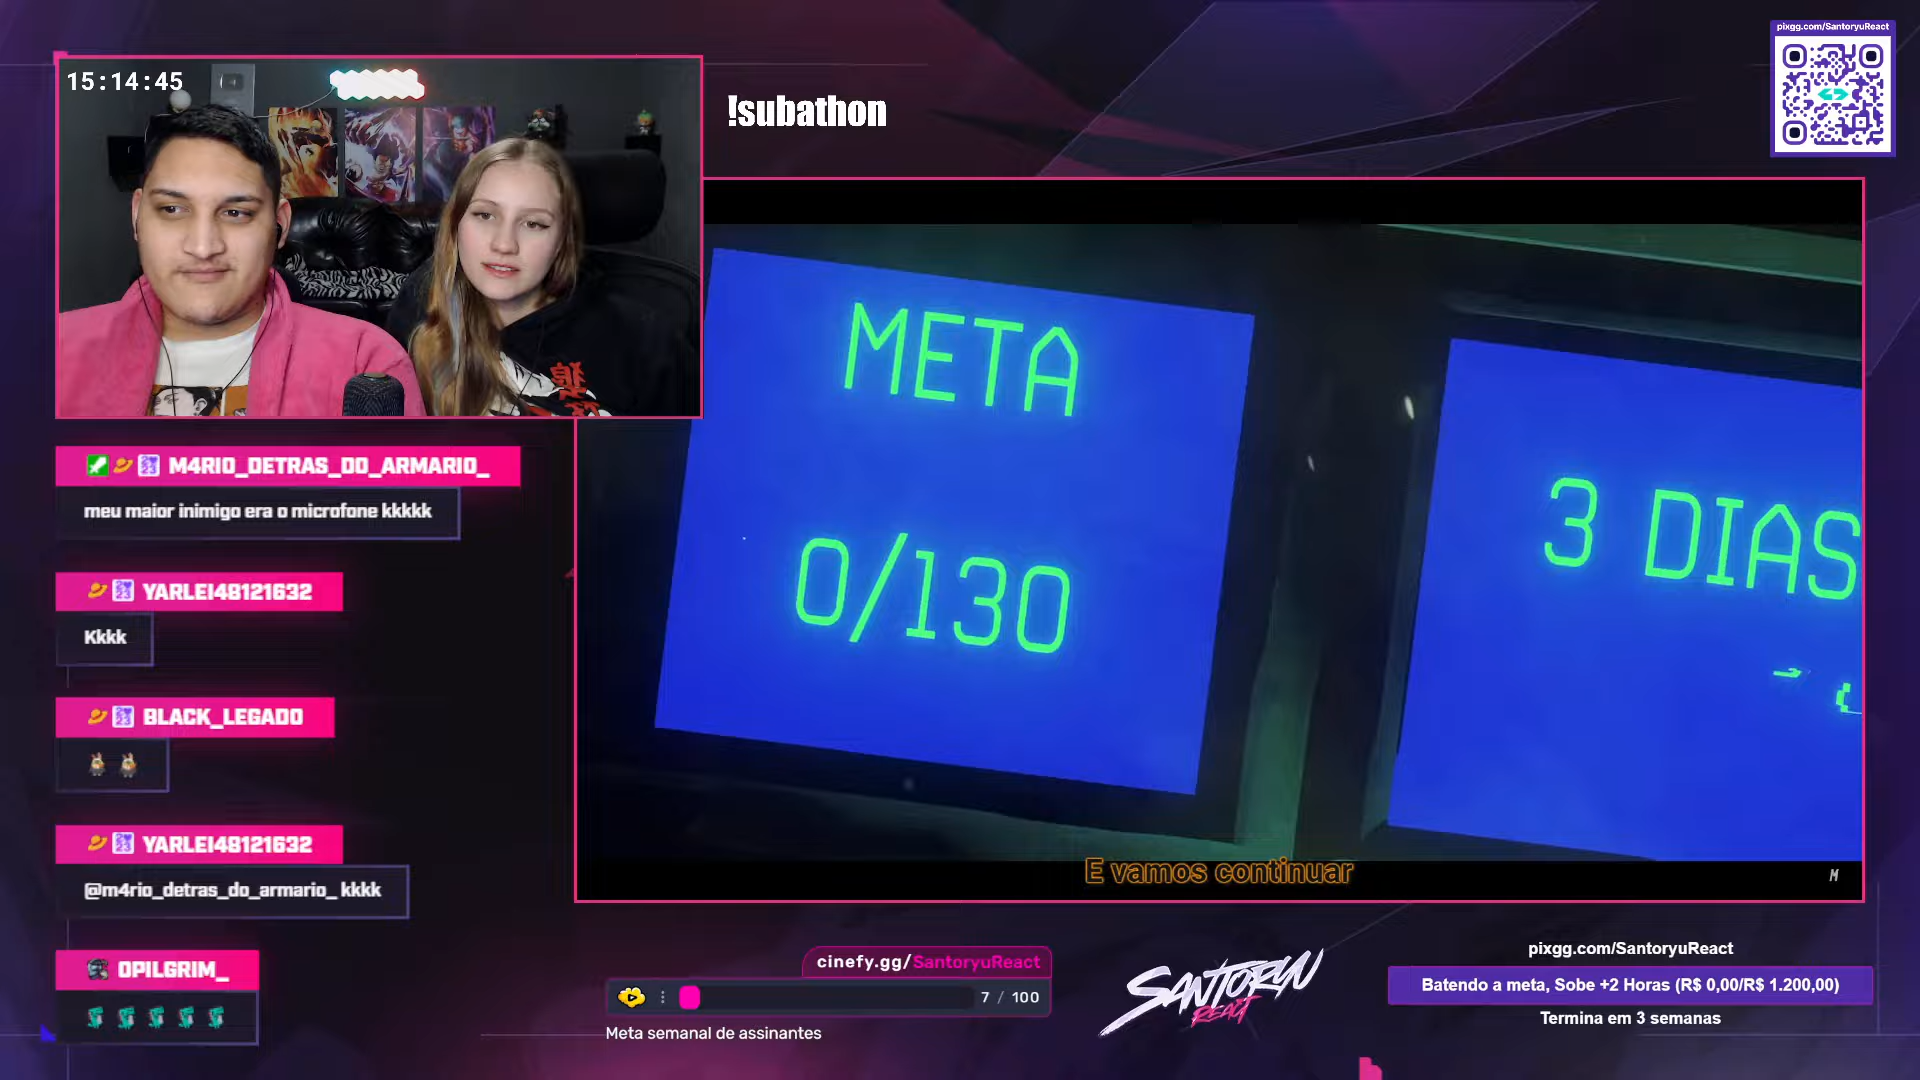 15:14:45
!subathon
pixgg.com/SantoryuReact
META
0/130
3 DIAS
E vamos continuar
M
M4RIO_DETRAS_DO_ARMARIO_
meu maior inimigo era o microfone kkkkk
YARLEI48121632
Kkkk
BLACK_LEGADO
YARLEI48121632
@m4rio_detras_do_armario_ kkkk
OPILGRIM_
cinefy.gg/SantoryuReact
7 / 100
Meta semanal de assinantes
SANTORYU
REACT
pixgg.com/SantoryuReact
Batendo a meta, Sobe +2 Horas (R$ 0,00/R$ 1.200,00)
Termina em 3 semanas